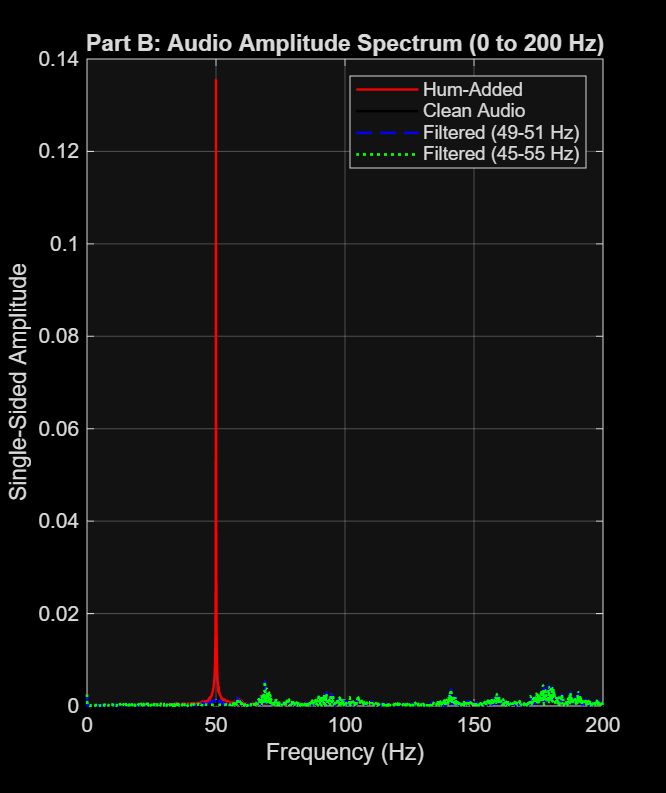 Part B: Audio Amplitude Spectrum (0 to 200 Hz)
0.14
Hum-Added
Clean Audio
Filtered (49-51 Hz)
Filtered (45-55 Hz)
0.12
0.1
0.08
0.06
0.04
0.02
0
Single-Sided Amplitude
0 50 100 150 200
Frequency (Hz)